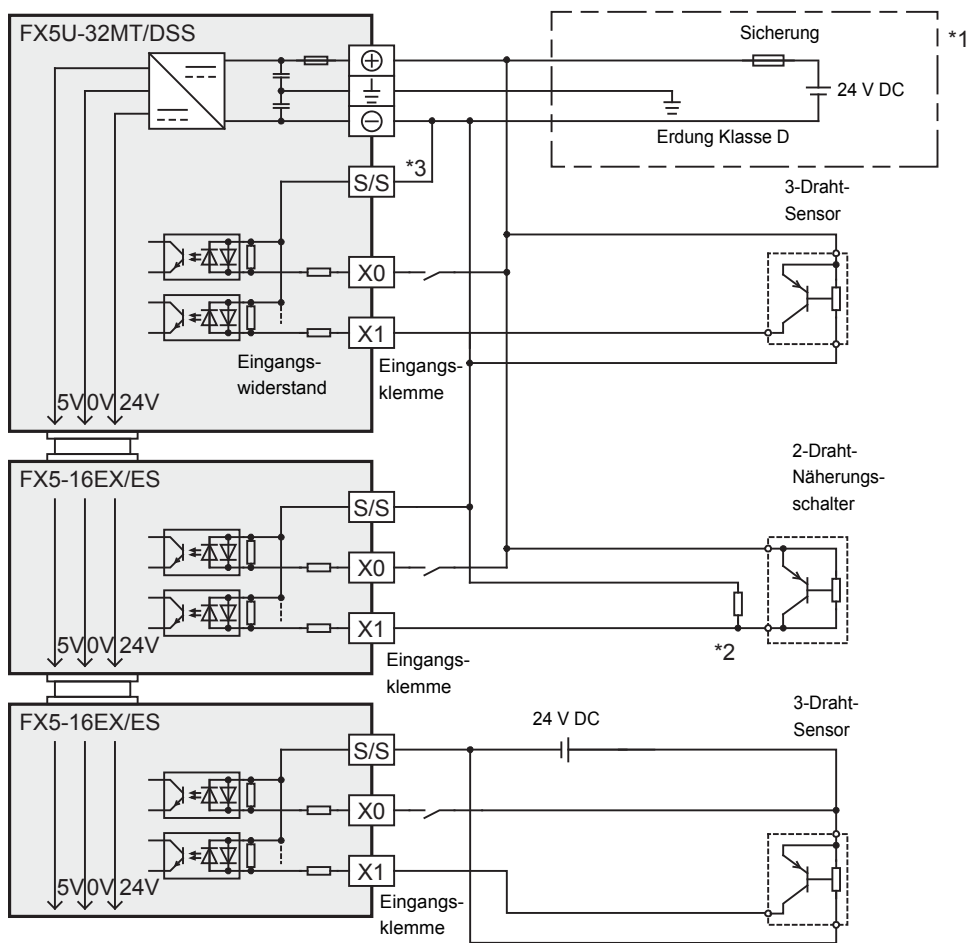 FX5U-32MT/DSS
Sicherung
*1
24 V DC
Erdung Klasse D
*3
S/S
3-Draht-
Sensor
X0
X1
Eingangs-
widerstand
Eingangs-
klemme
5V 0V 24V
FX5-16EX/ES
2-Draht-
Näherungs-
schalter
S/S
X0
X1
*2
5V 0V 24V
Eingangs-
klemme
FX5-16EX/ES
24 V DC
3-Draht-
Sensor
S/S
X0
X1
5V 0V 24V
Eingangs-
klemme